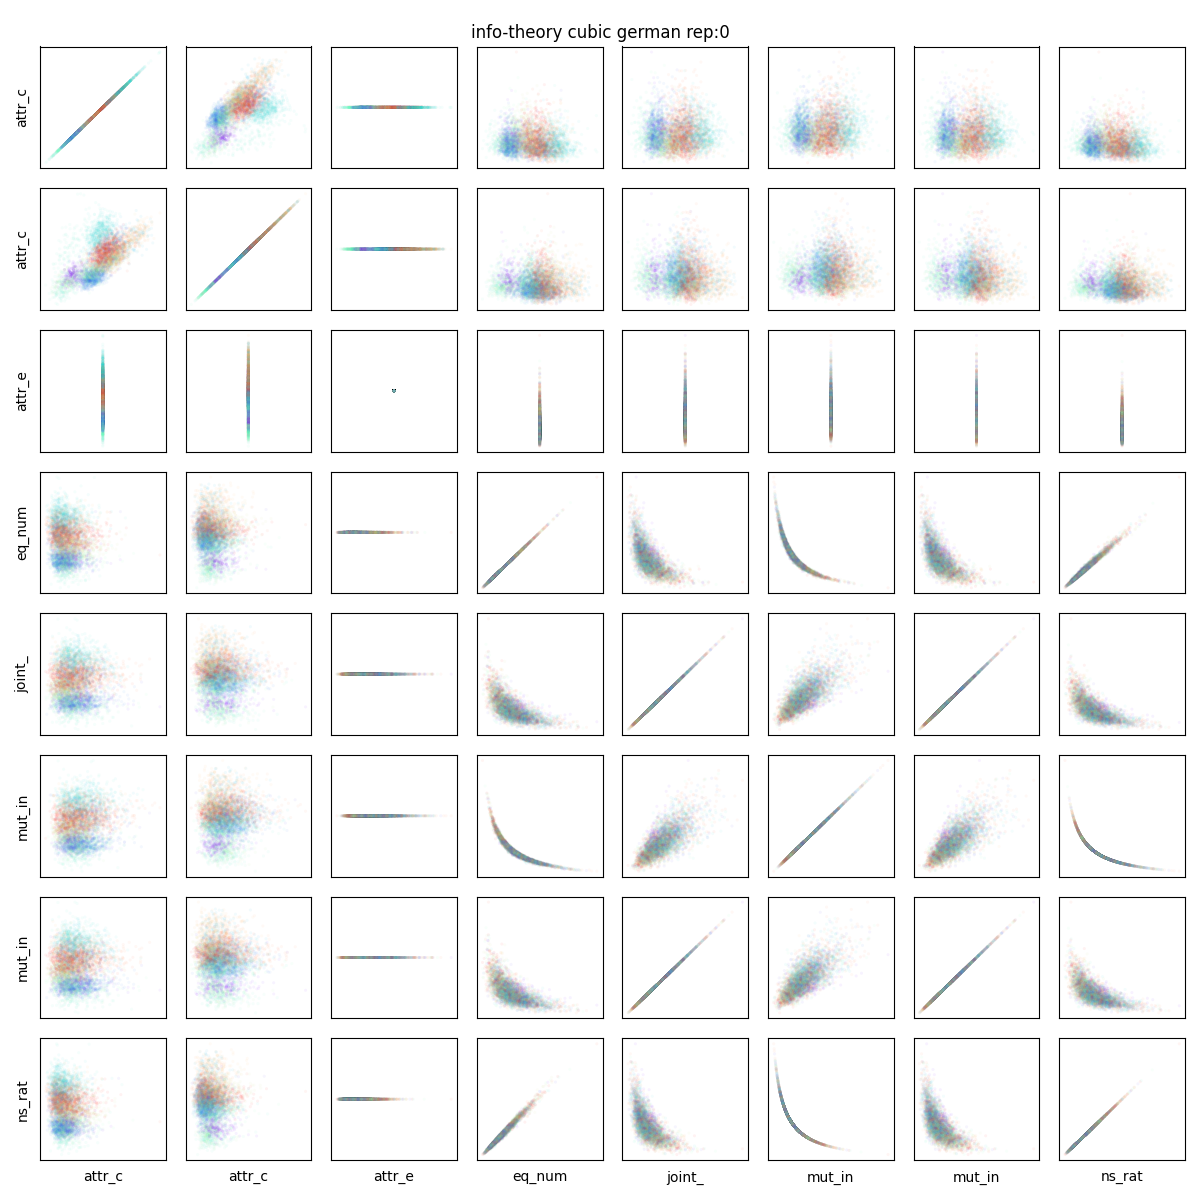 info-theory cubic german rep:0
attr_c
attr_c
attr_e
eq_num
joint_
mut_in
mut_in
ns_rat
attr_c
attr_c
attr_e
eq_num
joint_
mut_in
mut_in
ns_rat